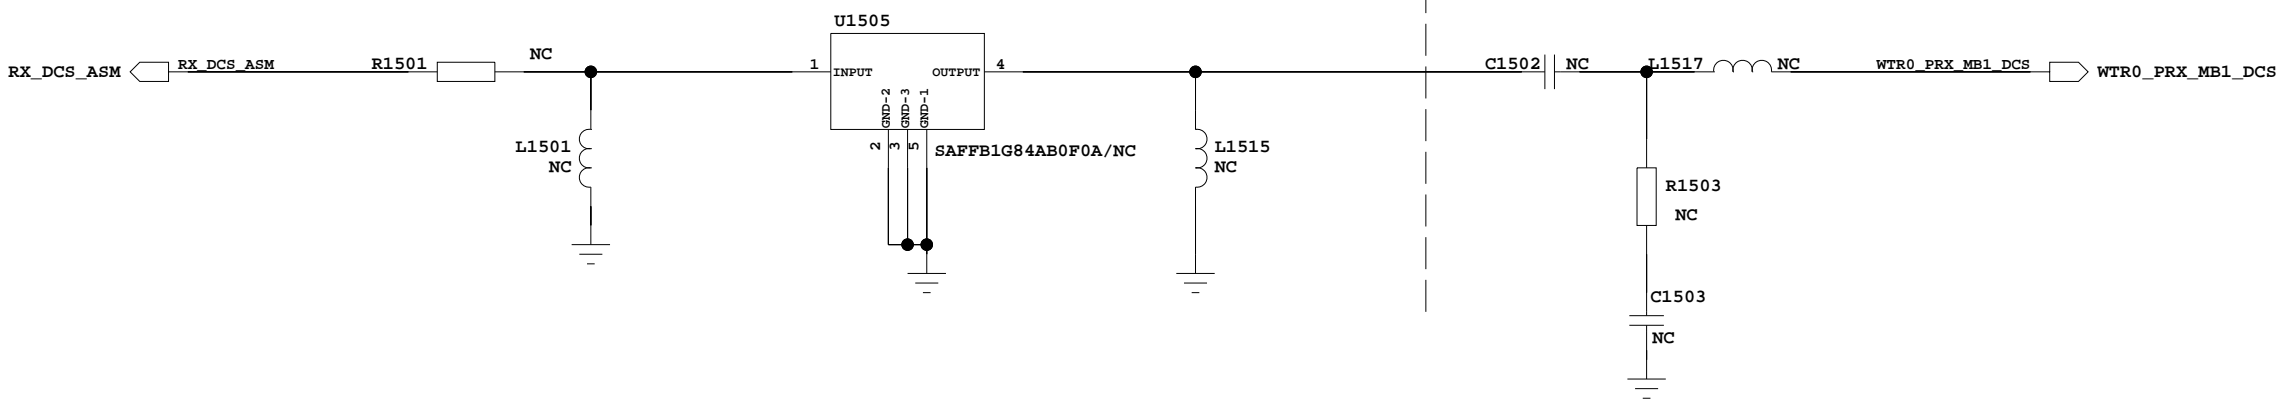 U1505
RX_DCS_ASM
RX_DCS_ASM
R1501
NC
1
INPUT
OUTPUT
4
C1502
NC
L1517
NC
WTR0_PRX_MB1_DCS
WTR0_PRX_MB1_DCS
GND-2
GND-3
GND-1
2
3
5
SAFFB1G84AB0F0A/NC
L1501
NC
L1515
NC
R1503
NC
C1503
NC